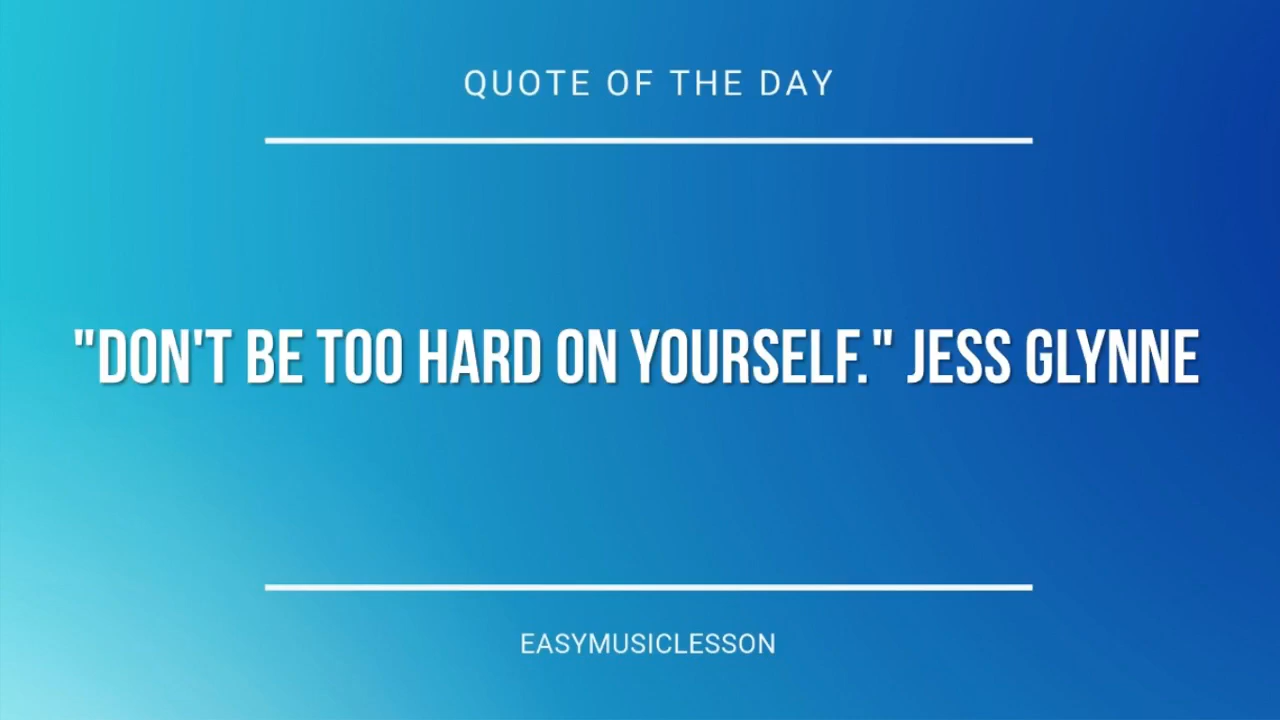 QUOTE OF THE DAY
"DON'T BE TOO HARD ON YOURSELF." JESS GLYNNE
EASYMUSICLESSON